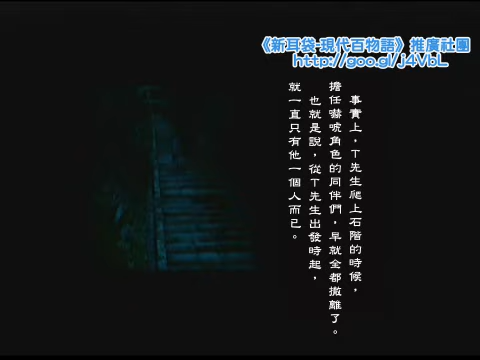 《新耳袋-現代百物語》推廣社團
http://goo.gl/j4VbL
事實上，T先生爬上石階的時候，
擔任嚇唬角色的同伴們，早就全都撤離了。
也就是說，從T先生出發時起，
就一直只有他一個人而已。